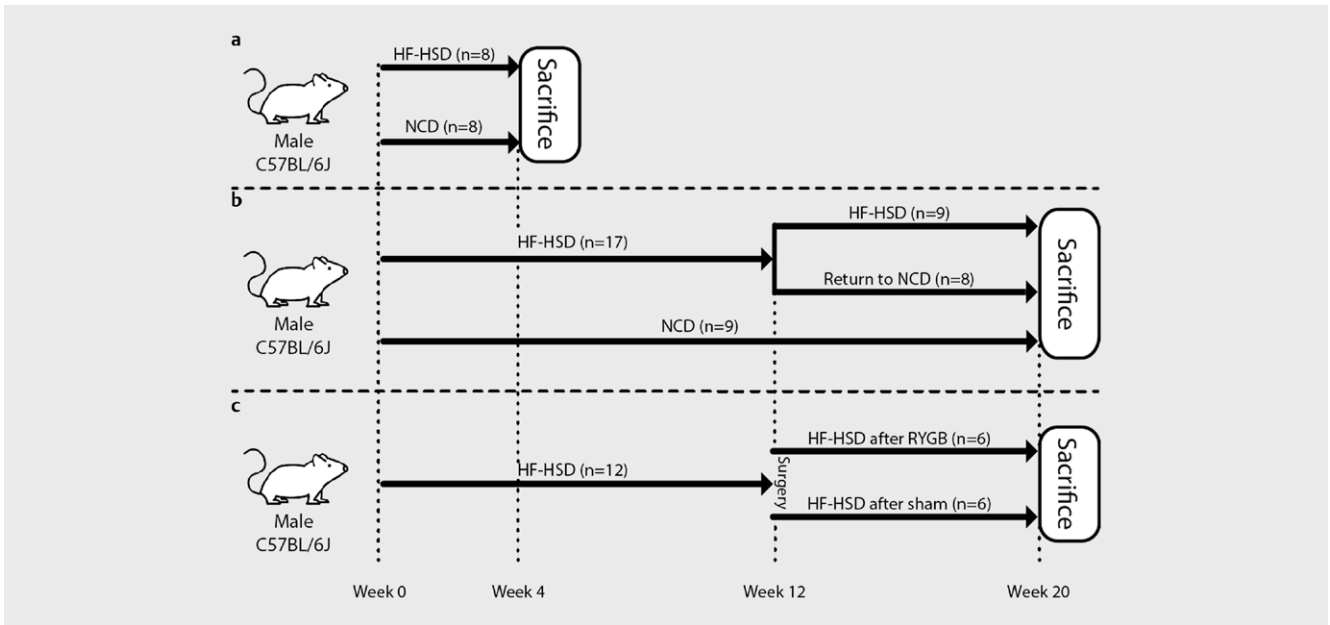 a
HF-HSD (n=8)
NCD (n=8)
Sacrifice
Male
C57BL/6J
b
HF-HSD (n=17)
HF-HSD (n=9)
Return to NCD (n=8)
NCD (n=9)
Sacrifice
Male
C57BL/6J
c
HF-HSD (n=12)
Surgery
HF-HSD after RYGB (n=6)
HF-HSD after sham (n=6)
Sacrifice
Male
C57BL/6J
Week 0
Week 4
Week 12
Week 20